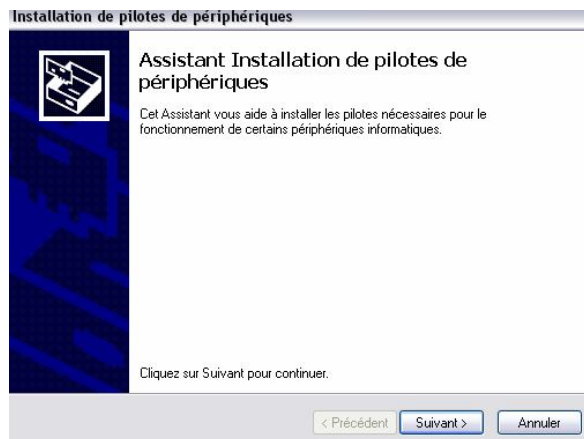 Installation de pilotes de périphériques
Assistant Installation de pilotes de
périphériques
Cet Assistant vous aide à installer les pilotes nécessaires pour le
fonctionnement de certains périphériques informatiques.
Cliquez sur Suivant pour continuer.
< Précédent Suivant > Annuler